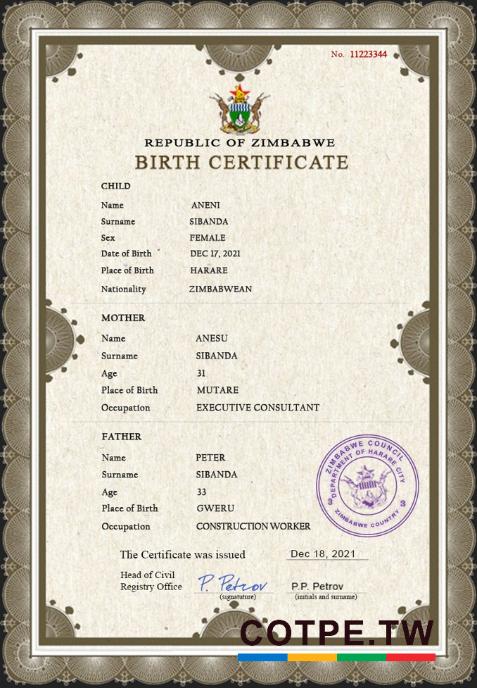 No. 11223344
REPUBLIC OF ZIMBABWE
BIRTH CERTIFICATE
CHILD
Name ANENI
Surname SIBANDA
Sex FEMALE
Date of Birth DEC 17, 2021
Place of Birth HARARE
Nationality ZIMBABWEAN
MOTHER
Name ANESU
Surname SIBANDA
Age 31
Place of Birth MUTARE
Occupation EXECUTIVE CONSULTANT
FATHER
Name PETER
Surname SIBANDA
Age 33
Place of Birth GWERU
Occupation CONSTRUCTION WORKER
ZIMBABWE COUNCIL
DEPARTMENT OF HARARE CITY
ZIMBABWE COUNTRY
The Certificate was issued Dec 18, 2021
Head of Civil
Registry Office P. Petrov P.P. Petrov
(signature) (initials and surname)
COTPE.TW